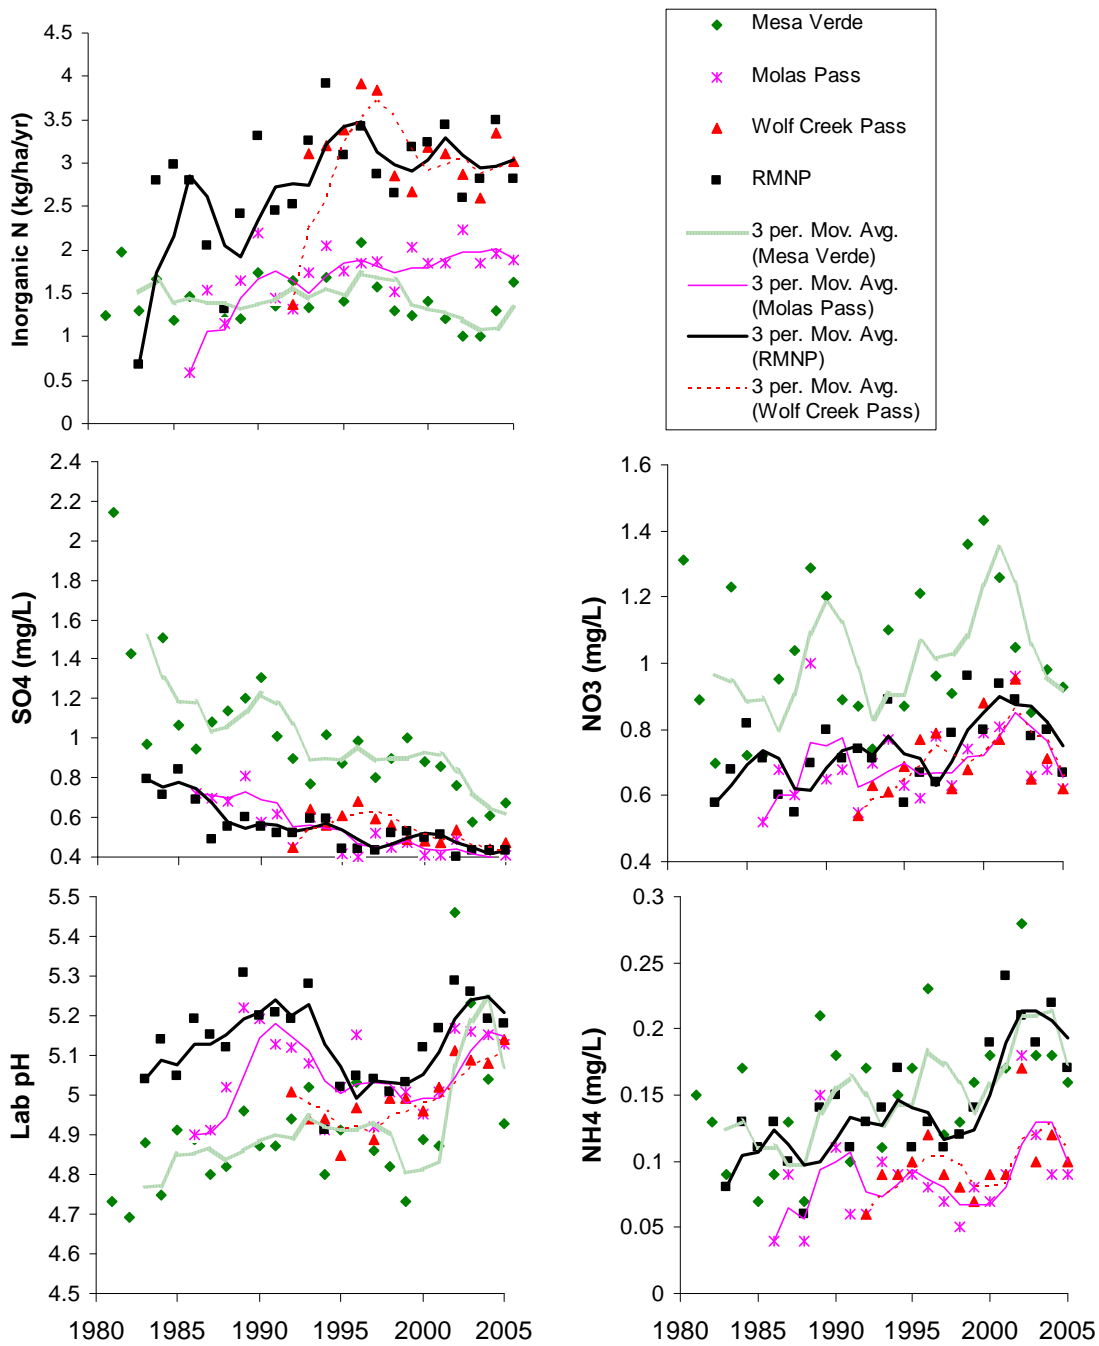 Inorganic N (kg/ha/yr)
4.5
4
3.5
3
2.5
2
1.5
1
0.5
0
Mesa Verde
Molas Pass
Wolf Creek Pass
RMNP
3 per. Mov. Avg.
(Mesa Verde)
3 per. Mov. Avg.
(Molas Pass)
3 per. Mov. Avg.
(RMNP)
3 per. Mov. Avg.
(Wolf Creek Pass)
SO4 (mg/L)
2.4
2.2
2
1.8
1.6
1.4
1.2
1
0.8
0.6
0.4
NO3 (mg/L)
1.6
1.4
1.2
1
0.8
0.6
0.4
Lab pH
5.5
5.4
5.3
5.2
5.1
5
4.9
4.8
4.7
4.6
4.5
1980 1985 1990 1995 2000 2005
NH4 (mg/L)
0.3
0.25
0.2
0.15
0.1
0.05
0
1980 1985 1990 1995 2000 2005